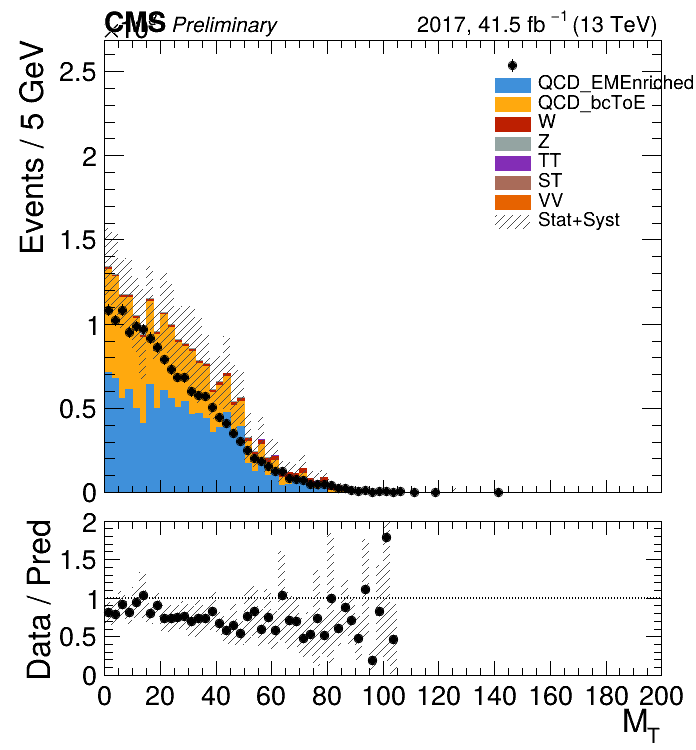 CMS Preliminary 2017, 41.5 fb⁻¹ (13 TeV)
Events / 5 GeV
2.5
2
1.5
1
0.5
0
QCD_EMEnriched
QCD_bcToE
W
Z
TT
ST
VV
Stat+Syst
Data / Pred
2
1.5
1
0.5
0
0 20 40 60 80 100 120 140 160 180 200
M_T